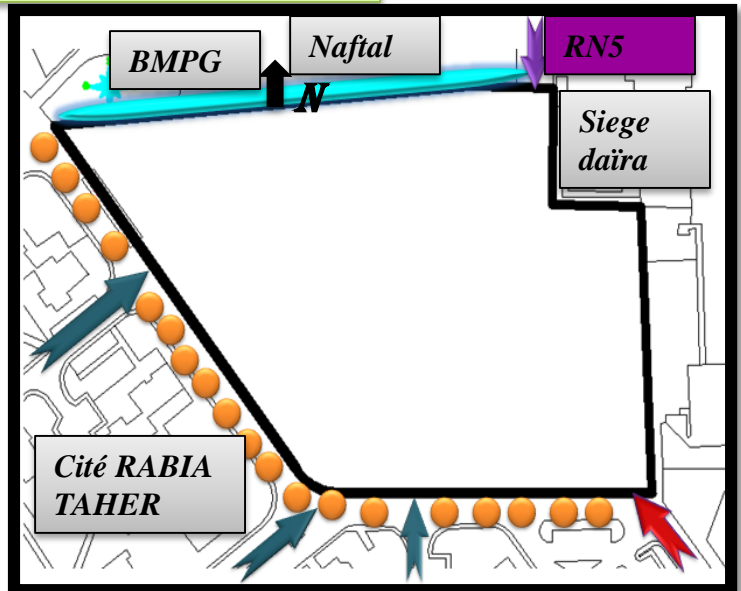 BMPG
Naftal
RN5
N
Siege
daïra
Cité RABIA
TAHER